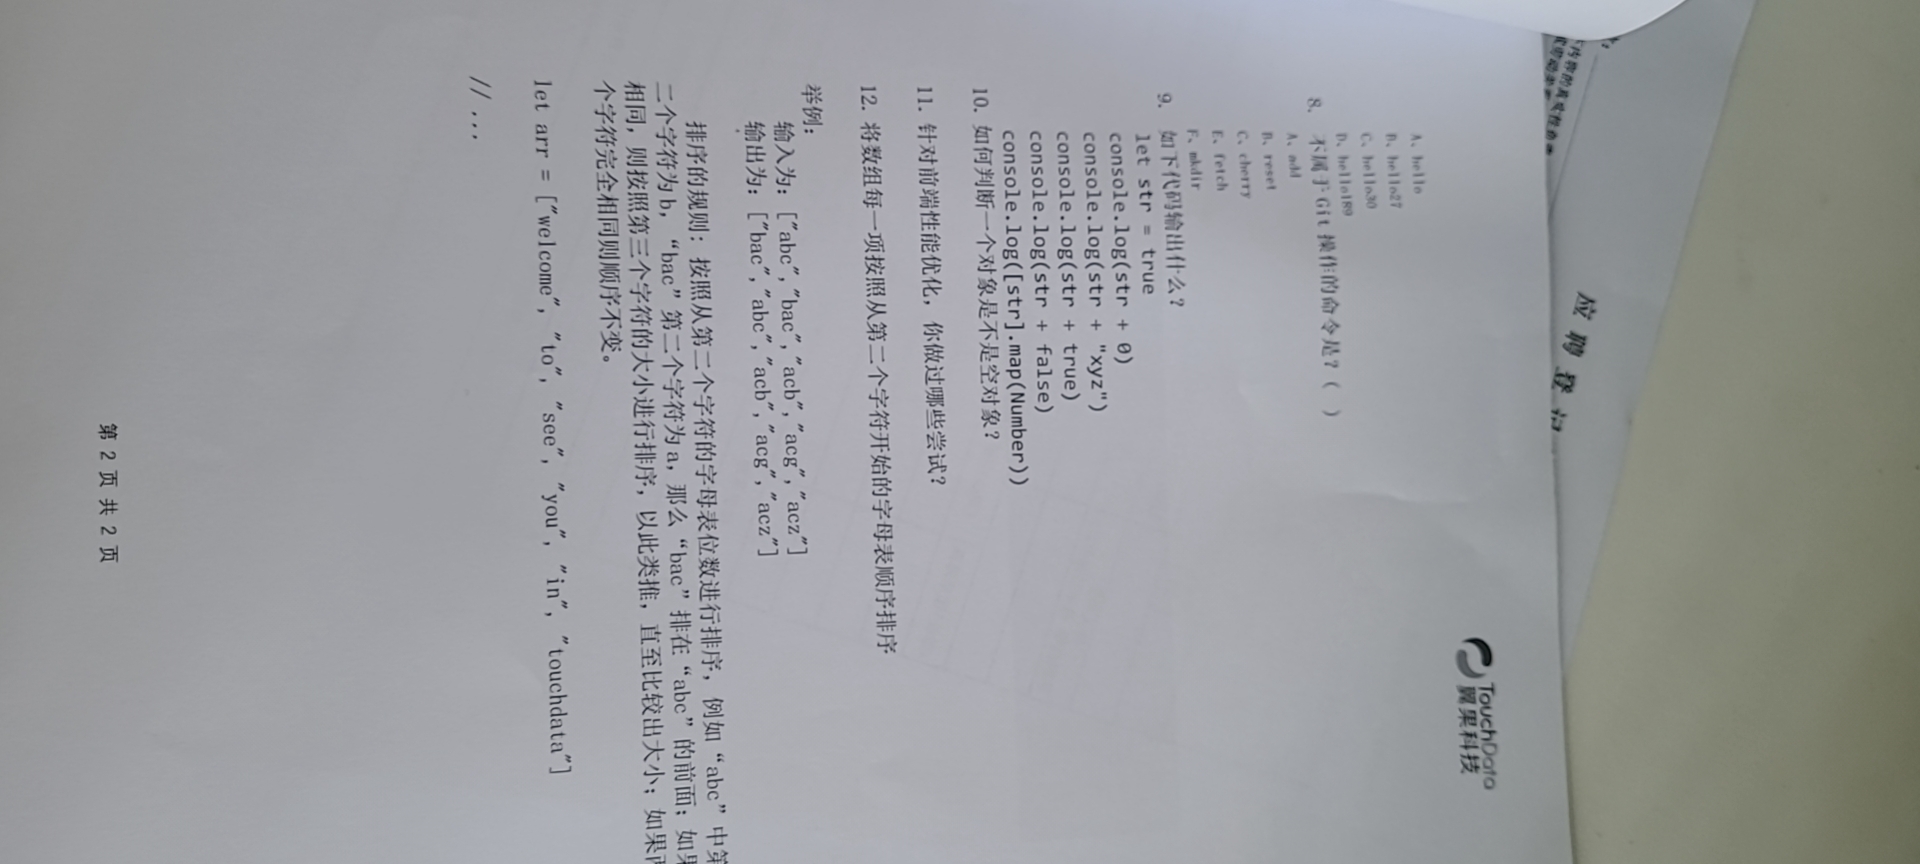 TouchData
翼果科技
A、hello
B、hello27
C、hello30
D、hello189
8. 不属于 Git 操作的命令是？（ ）
A、add
B、reset
C、cherry
E、fetch
F、mkdir
9. 如下代码输出什么？
let str = true
console.log(str + 0)
console.log(str + "xyz")
console.log(str + true)
console.log(str + false)
console.log([str].map(Number))
10. 如何判断一个对象是不是空对象？
11. 针对前端性能优化，你做过哪些尝试？
12. 将数组每一项按照从第二个字符开始的字母表顺序排序
举例：
输入为：["abc","bac","acb","acg","acz"]
输出为：["bac","abc","acb","acg","acz"]
排序的规则：按照从第二个字符的字母表位数进行排序，例如“abc”中第
二个字符为 b，“bac”第二个字符为 a，那么“bac”排在“abc”的前面；如果
相同，则按照第三个字符的大小进行排序，以此类推，直至比较出大小；如果两
个字符完全相同则顺序不变。
let arr = ["welcome", "to", "see", "you", "in", "touchdata"]
// ...
第 2 页 共 2 页
应 聘 登